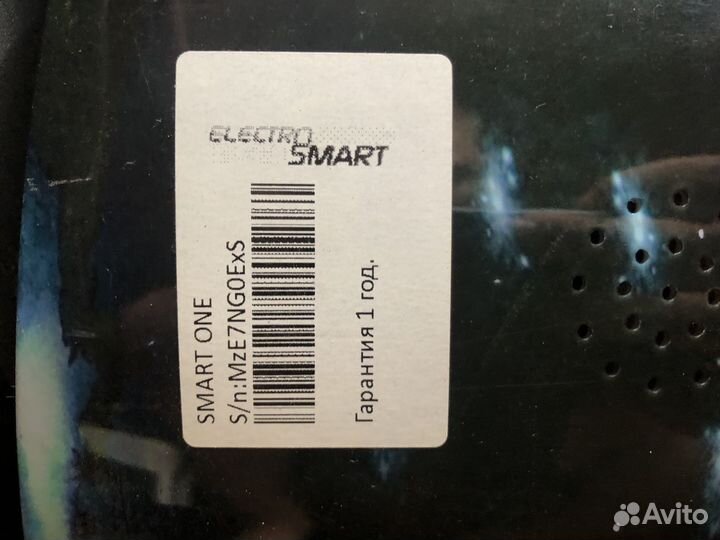 ELECTRO
SMART
SMART ONE
S/n:MzE7NG0ExS
Гарантия 1 год.
Avito